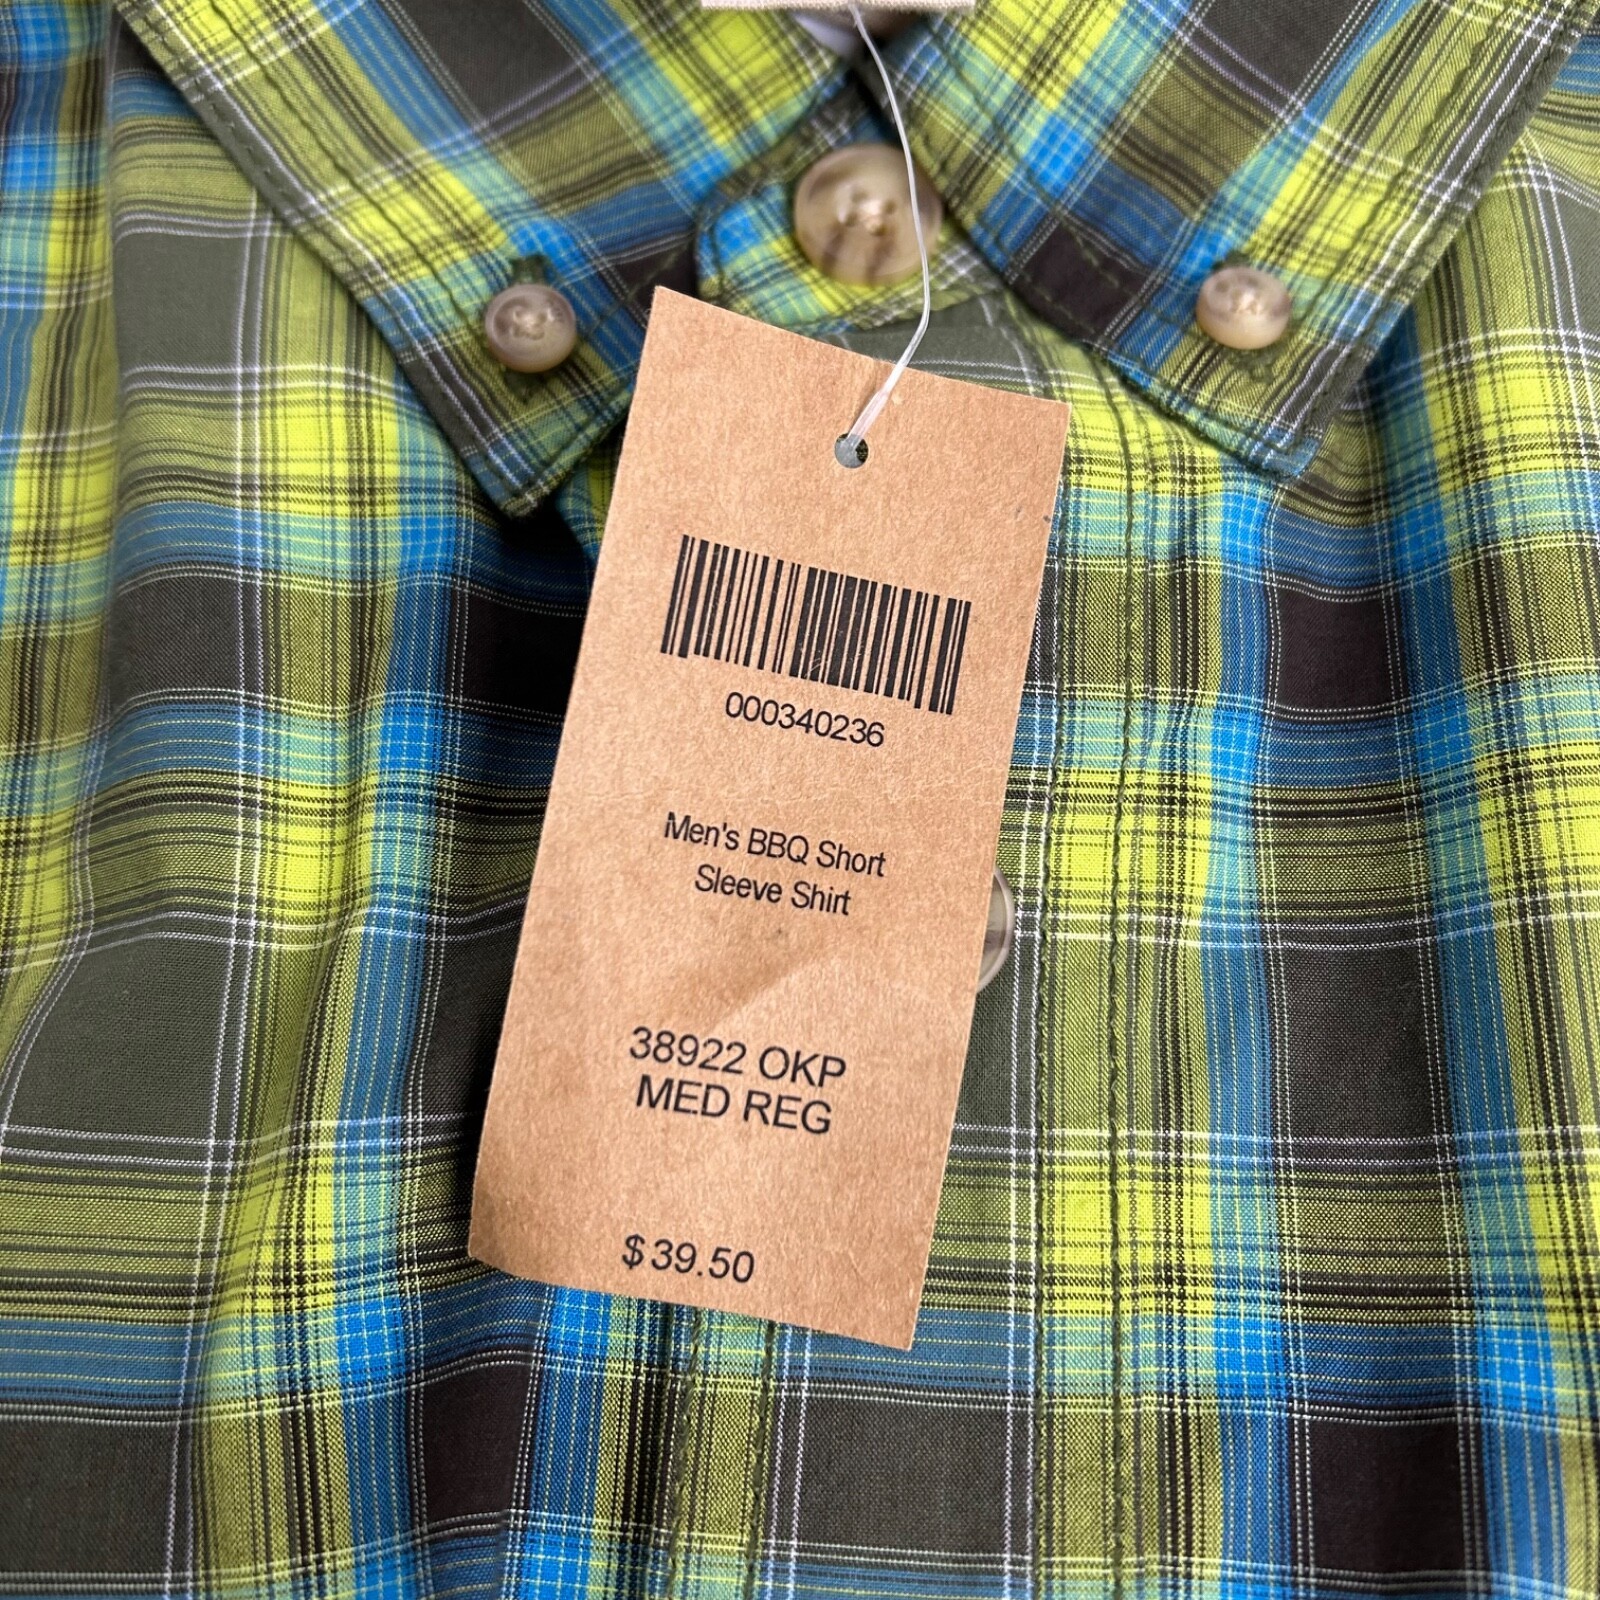 000340236
Men's BBQ Short
Sleeve Shirt
38922 OKP
MED REG
$39.50